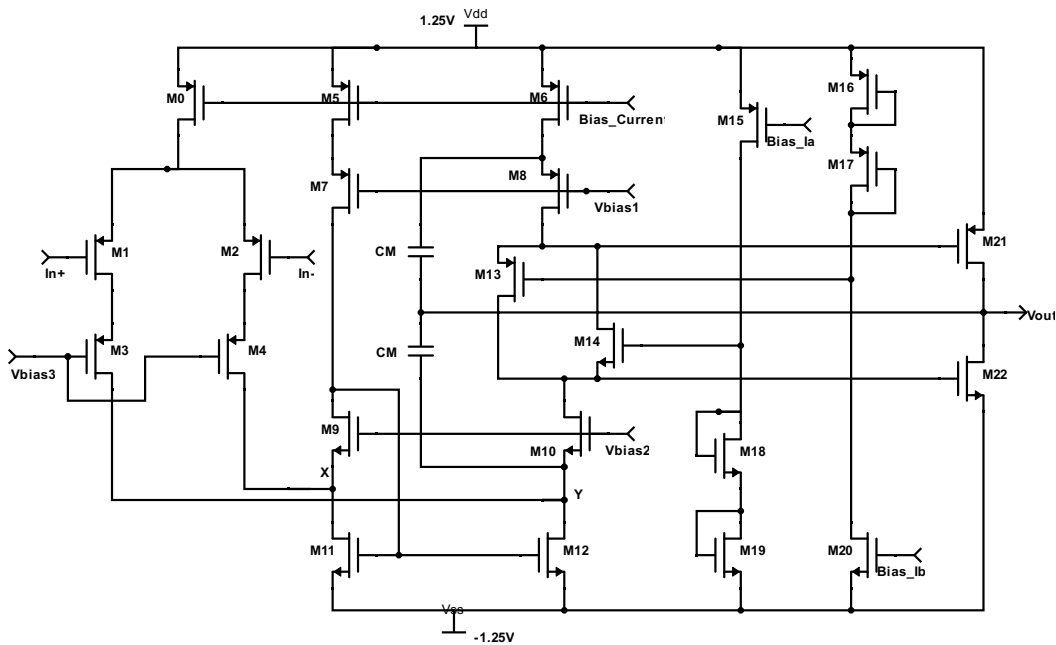 Vdd
1.25V
M0
M5
M6
Bias_Current
M15
Bias_Ia
M16
M17
M7
M8
Vbias1
M1
M2
In+
In-
CM
M13
M21
Vout
M3
M4
Vbias3
CM
M14
M22
M9
M10
Vbias2
M18
X
Y
M11
M12
M19
M20
Bias_Ib
Vss
-1.25V